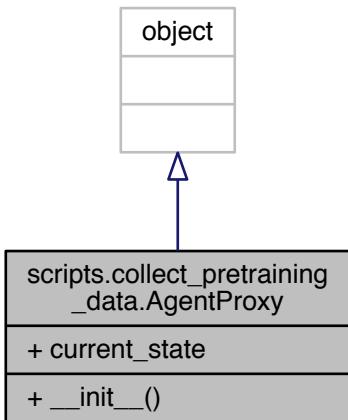 object
scripts.collect_pretraining
_data.AgentProxy
+ current_state
+ __init__()